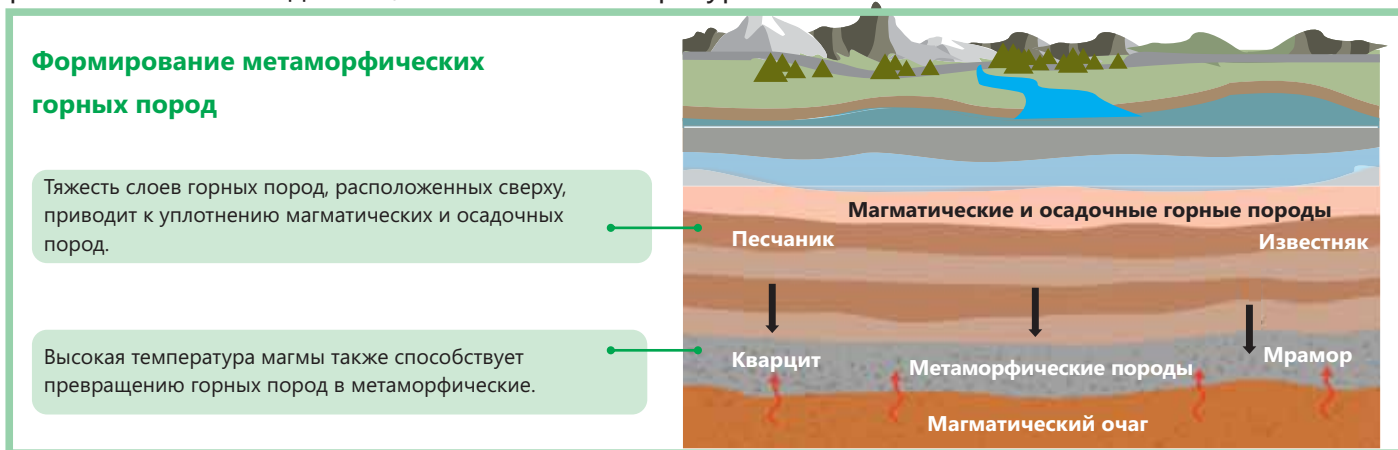 Формирование метаморфических
горных пород
Тяжесть слоев горных пород, расположенных сверху,
приводит к уплотнению магматических и осадочных
пород.
Высокая температура магмы также способствует
превращению горных пород в метаморфические.
Магматические и осадочные горные породы
Песчаник
Известняк
Кварцит
Метаморфические породы
Мрамор
Магматический очаг